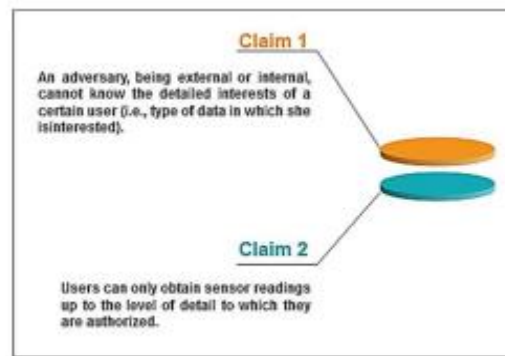 Claim 1
An adversary, being external or internal,
cannot know the detailed interests of a
certain user (i.e., type of data in which she
isinterested).
Claim 2
Users can only obtain sensor readings
up to the level of detail to which they
are authorized.